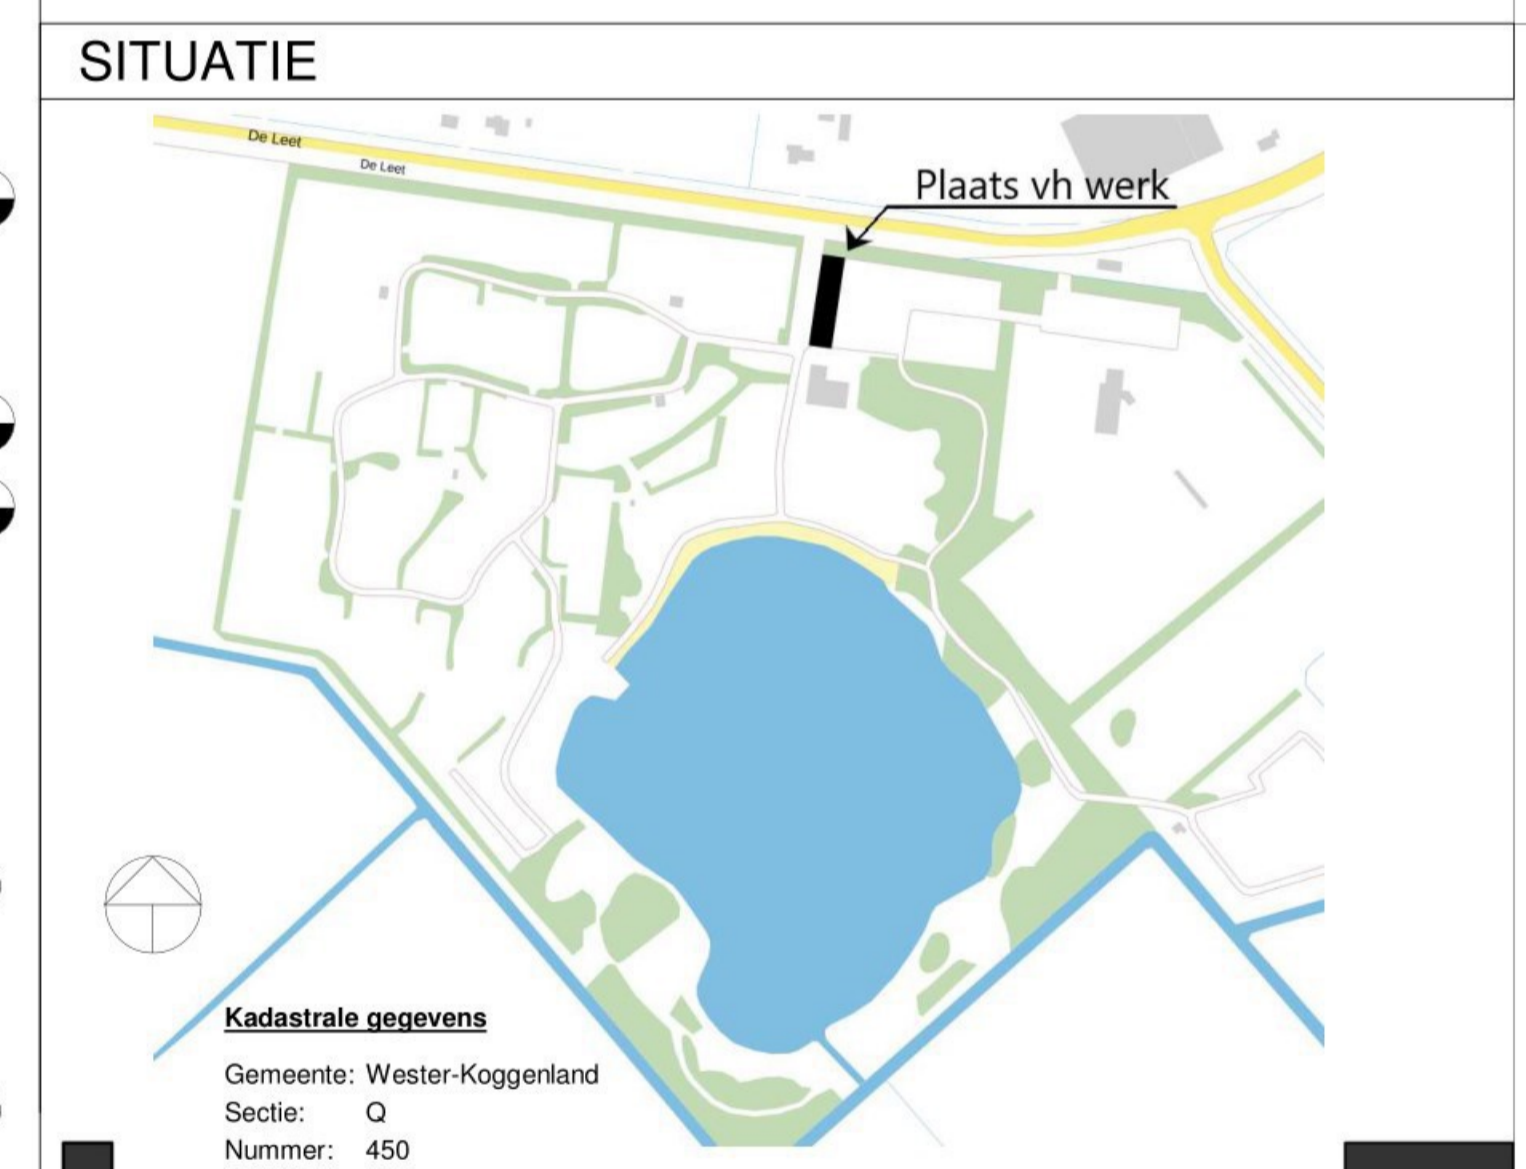 SITUATIE
De Leet
De Leet
Plaats vh werk
Kadastrale gegevens
Gemeente: Wester-Koggenland
Sectie: Q
Nummer: 450